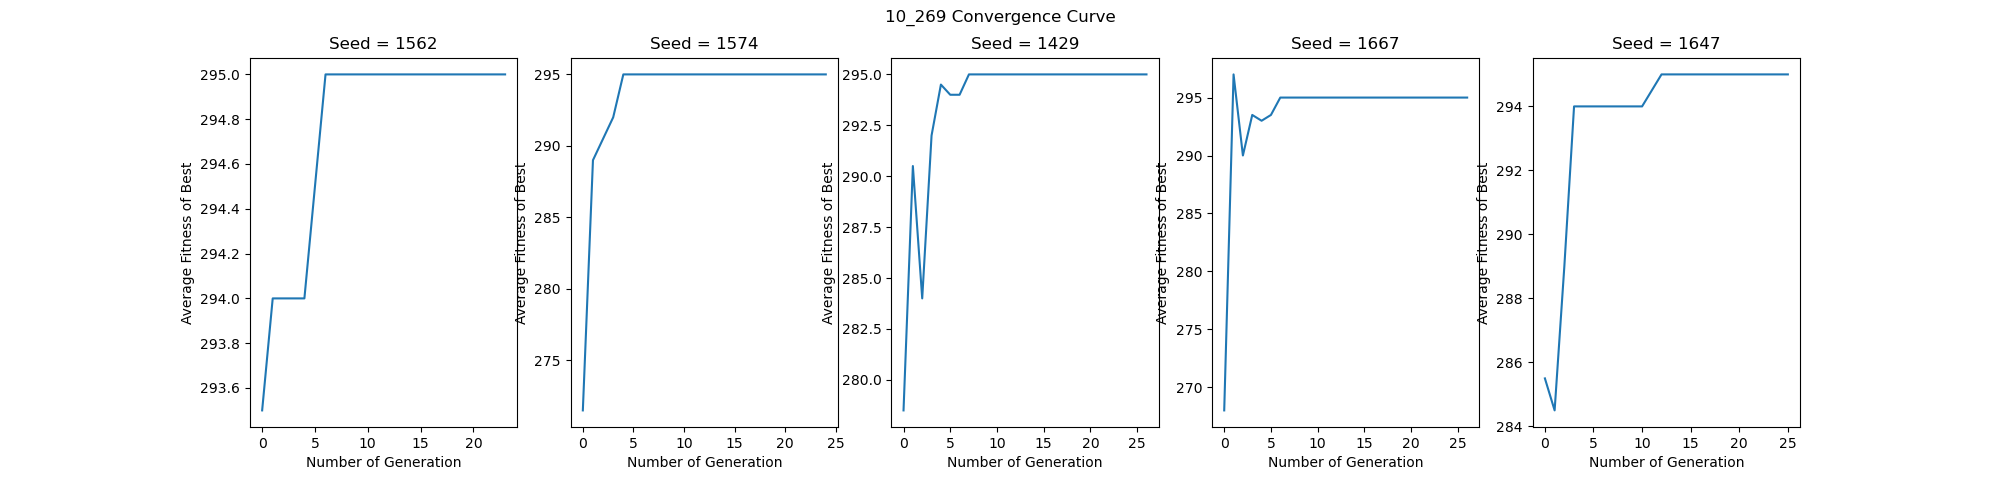 10_269 Convergence Curve
Seed = 1562
295.0
294.8
294.6
294.4
294.2
294.0
293.8
293.6
Average Fitness of Best
0 5 10 15 20
Number of Generation
Seed = 1574
295
290
285
280
275
Average Fitness of Best
0 5 10 15 20 25
Number of Generation
Seed = 1429
295.0
292.5
290.0
287.5
285.0
282.5
280.0
Average Fitness of Best
0 5 10 15 20 25
Number of Generation
Seed = 1667
295
290
285
280
275
270
Average Fitness of Best
0 5 10 15 20 25
Number of Generation
Seed = 1647
294
292
290
288
286
284
Average Fitness of Best
0 5 10 15 20 25
Number of Generation